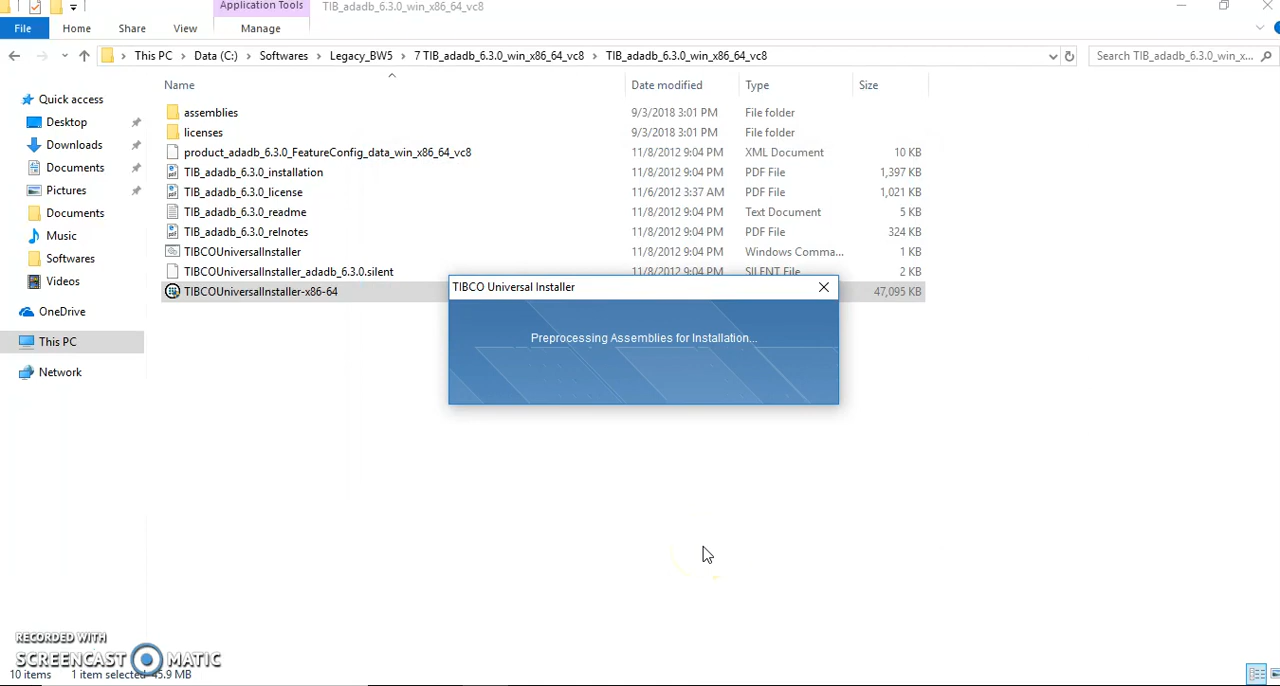 Application Tools TIB_adadb_6.3.0_win_x86_64_vc8
File Home Share View Manage
This PC Data (C:) Softwares Legacy_BW5 7 TIB_adadb_6.3.0_win_x86_64_vc8 TIB_adadb_6.3.0_win_x86_64_vc8 Search TIB_adadb_6.3.0_win_x...
Name Date modified Type Size
Quick access
Desktop
Downloads
Documents
Pictures
Documents
Music
Softwares
Videos
OneDrive
This PC
Network
assemblies 9/3/2018 3:01 PM File folder
licenses 9/3/2018 3:01 PM File folder
product_adadb_6.3.0_FeatureConfig_data_win_x86_64_vc8 11/8/2012 9:04 PM XML Document 10 KB
TIB_adadb_6.3.0_installation 11/8/2012 9:04 PM PDF File 1,397 KB
TIB_adadb_6.3.0_license 11/6/2012 3:37 AM PDF File 1,021 KB
TIB_adadb_6.3.0_readme 11/8/2012 9:04 PM Text Document 5 KB
TIB_adadb_6.3.0_relnotes 11/8/2012 9:04 PM PDF File 324 KB
TIBCOUniversalInstaller 11/8/2012 9:04 PM Windows Comma... 1 KB
TIBCOUniversalInstaller_adadb_6.3.0.silent 11/8/2012 9:04 PM SILENT File 2 KB
TIBCOUniversalInstaller-x86-64 47,095 KB
TIBCO Universal Installer
Preprocessing Assemblies for Installation...
RECORDED WITH
SCREENCAST MATIC
10 items 1 item selected 45.9 MB